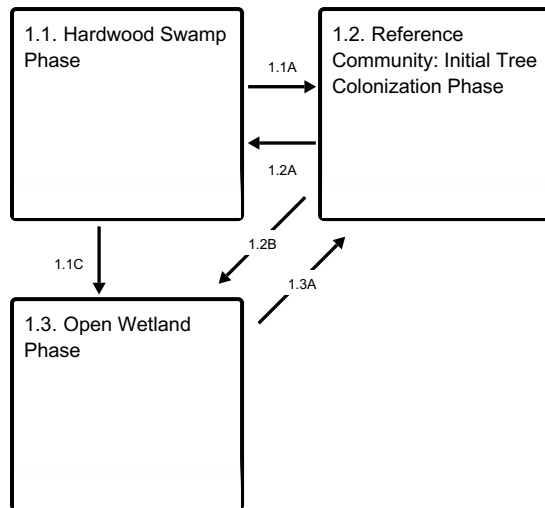 1.1. Hardwood Swamp
Phase
1.2. Reference
Community: Initial Tree
Colonization Phase
1.1A
1.2A
1.2B
1.1C
1.3A
1.3. Open Wetland
Phase